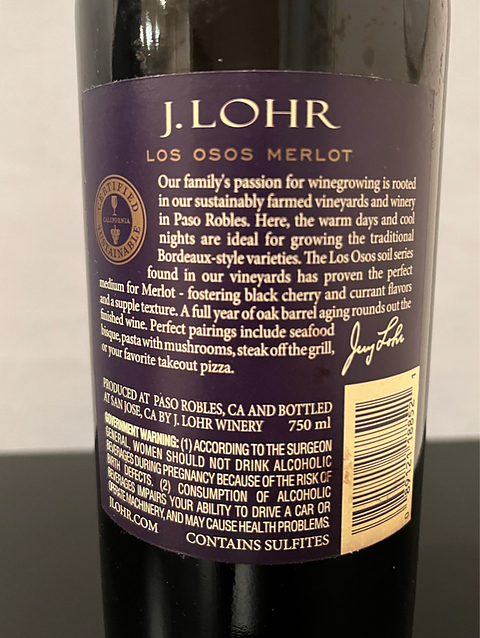 J. LOHR
LOS OSOS MERLOT
CERTIFIED
CALIFORNIA
SUSTAINABLE
Our family's passion for winegrowing is rooted
in our sustainably farmed vineyards and winery
in Paso Robles. Here, the warm days and cool
nights are ideal for growing the traditional
Bordeaux-style varieties. The Los Osos soil series
found in our vineyards has proven the perfect
medium for Merlot - fostering black cherry and currant flavors
and a supple texture. A full year of oak barrel aging rounds out the
finished wine. Perfect pairings include seafood
bisque, pasta with mushrooms, steak off the grill,
or your favorite takeout pizza.
Jerry Lohr
PRODUCED AT PASO ROBLES, CA AND BOTTLED
AT SAN JOSE, CA BY J. LOHR WINERY 750 ml
GOVERNMENT WARNING: (1) ACCORDING TO THE SURGEON
GENERAL, WOMEN SHOULD NOT DRINK ALCOHOLIC
BEVERAGES DURING PREGNANCY BECAUSE OF THE RISK OF
BIRTH DEFECTS. (2) CONSUMPTION OF ALCOHOLIC
BEVERAGES IMPAIRS YOUR ABILITY TO DRIVE A CAR OR
OPERATE MACHINERY, AND MAY CAUSE HEALTH PROBLEMS.
JLOHR.COM
CONTAINS SULFITES